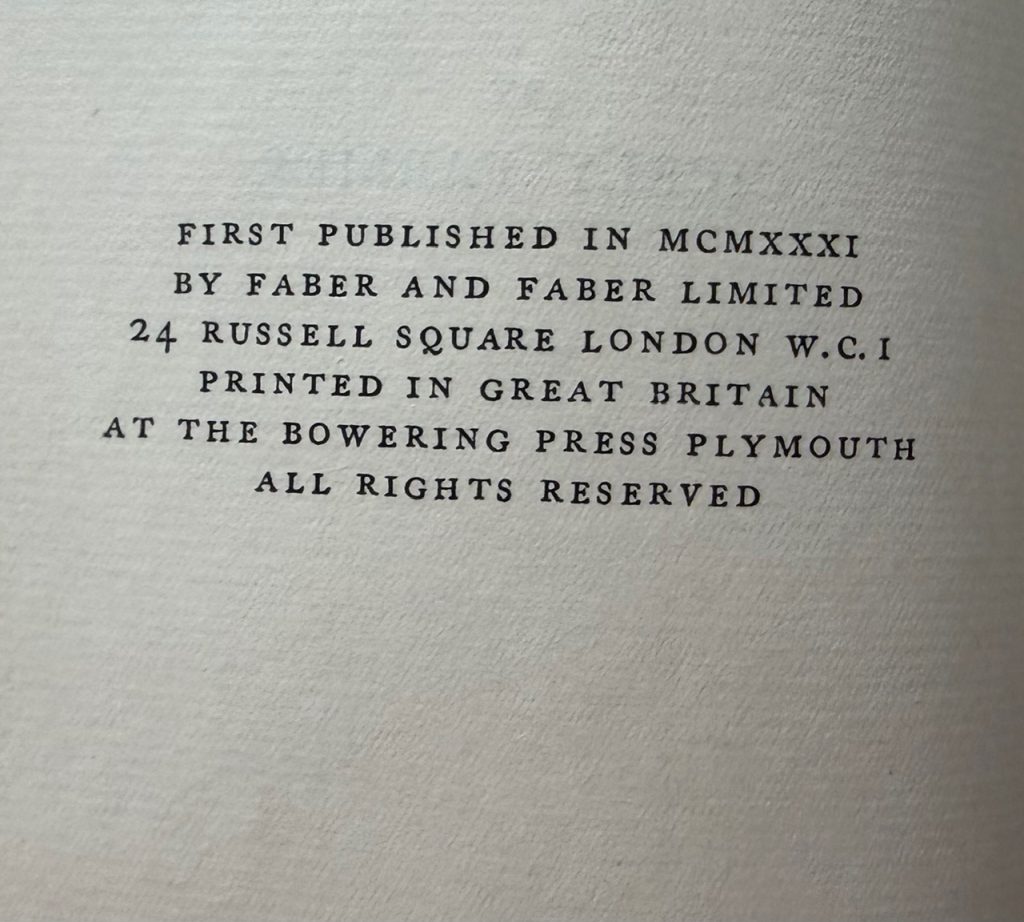 FIRST PUBLISHED IN MCMXXXI
BY FABER AND FABER LIMITED
24 RUSSELL SQUARE LONDON W.C. 1
PRINTED IN GREAT BRITAIN
AT THE BOWERING PRESS PLYMOUTH
ALL RIGHTS RESERVED